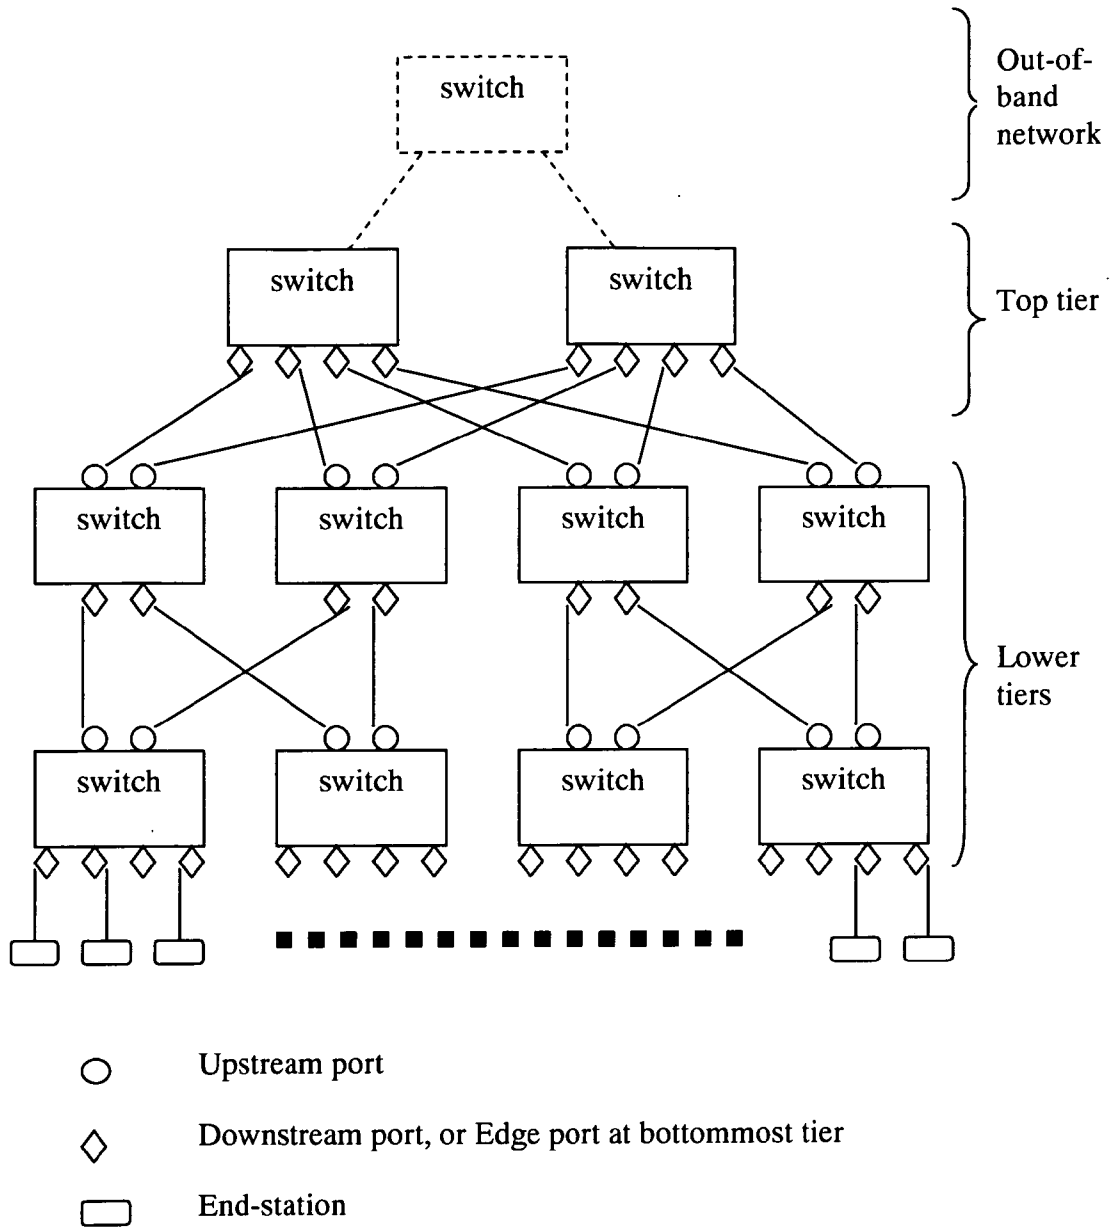 switch
Out-of-
band
network
switch
switch
Top tier
switch
switch
switch
switch
Lower
tiers
switch
switch
switch
switch
Upstream port
Downstream port, or Edge port at bottommost tier
End-station